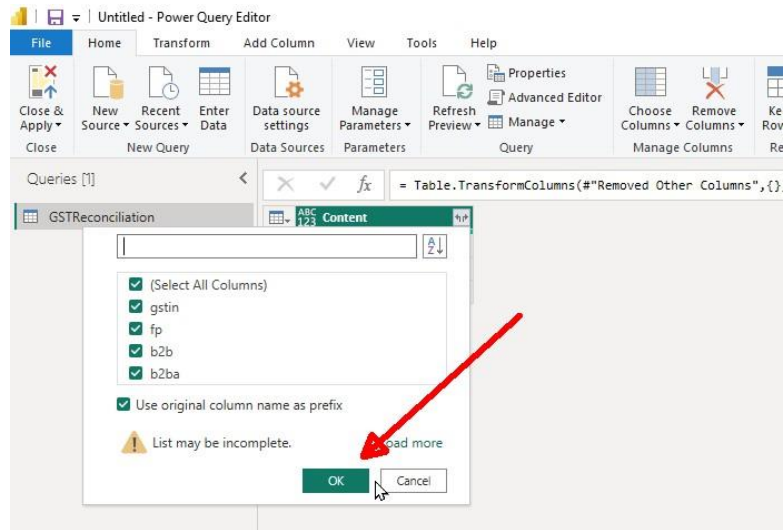 Untitled - Power Query Editor
File Home Transform Add Column View Tools Help
Close & Apply
New Source
Recent Sources
Enter Data
Data source settings
Manage Parameters
Refresh Preview
Properties
Advanced Editor
Manage
Choose Columns
Remove Columns
Close New Query Data Sources Parameters Query Manage Columns
Queries [1]
fx = Table.TransformColumns(#"Removed Other Columns",{}
GSTReconciliation
ABC 123 Content
A Z
(Select All Columns)
gstin
fp
b2b
b2ba
Use original column name as prefix
List may be incomplete.
more
OK Cancel